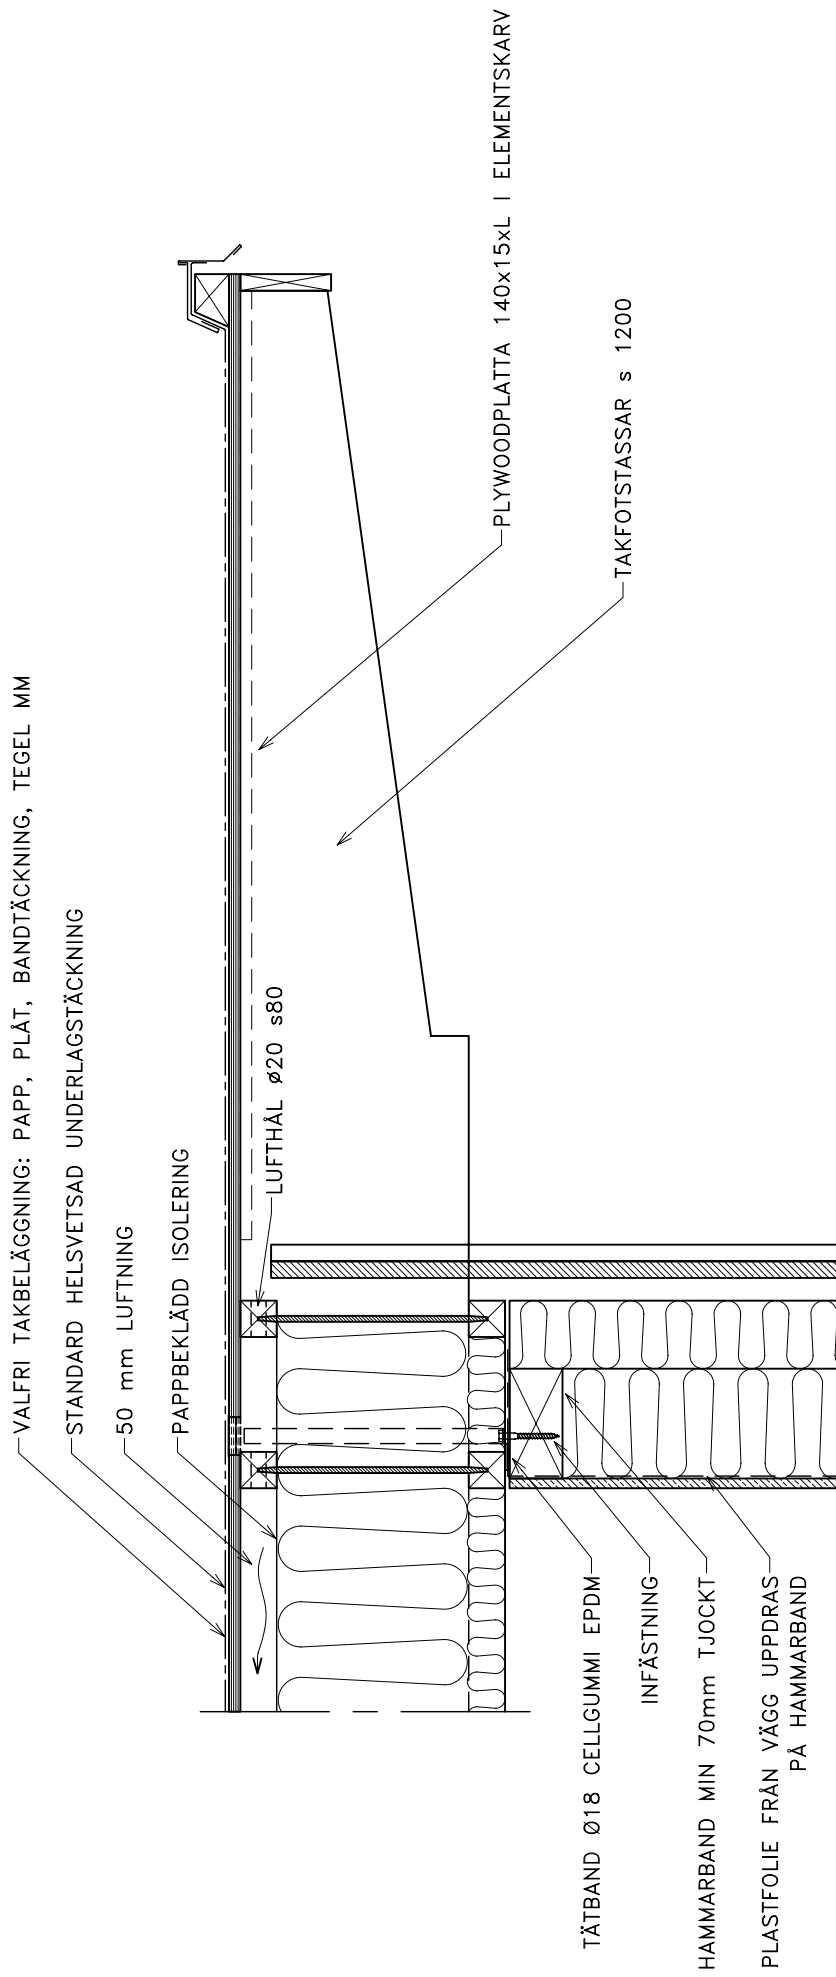 VALFRI TAKBELÄGGNING: PAPP, PLÅT, BANDTÄCKNING, TEGEL MM
STANDARD HELSVETSAD UNDERLAGSTÄCKNING
50 mm LUFTNING
PAPPBEKLÄDD ISOLERING
LUFTHÅL ø20 s80
PLYWOODPLATTA 140x15xL I ELEMENTSKARV
TAKFOTSTASSAR s 1200
TÄTBAND Ø18 CELLGUMMI EPDM
INFÄSTNING
HAMMARBAND MIN 70mm TJOCKT
PLASTFOLIE FRÅN VÄGG UPPDRAS
PÅ HAMMARBAND